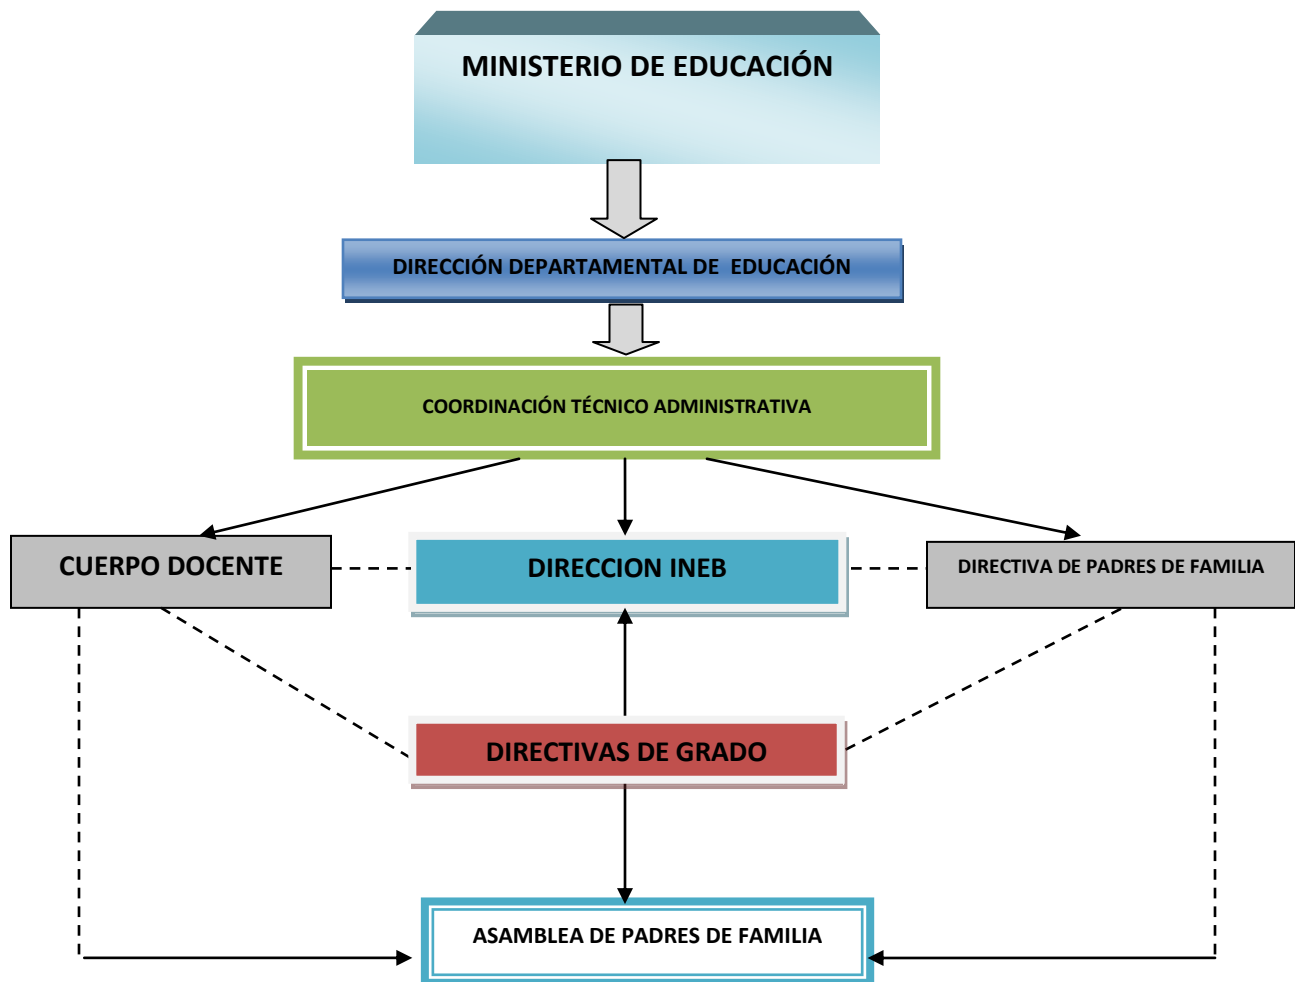 MINISTERIO DE EDUCACIÓN
DIRECCIÓN DEPARTAMENTAL DE  EDUCACIÓN
COORDINACIÓN TÉCNICO ADMINISTRATIVA
CUERPO DOCENTE
DIRECCION INEB
DIRECTIVA DE PADRES DE FAMILIA
DIRECTIVAS DE GRADO
ASAMBLEA DE PADRES DE FAMILIA